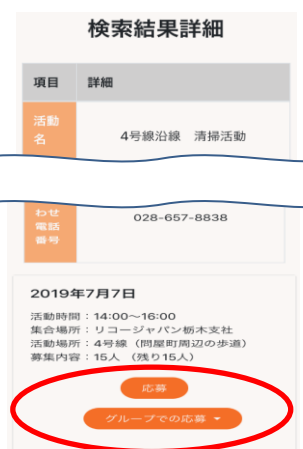 検索結果詳細
項目 詳細
活動
名
4号線沿線 清掃活動
わせ
電話
番号
028-657-8838
2019年7月7日
活動時間：14:00～16:00
集合場所：リコージャパン栃木支社
活動場所：4号線（問屋町周辺の歩道）
募集内容：15人（残り15人）
応募
グループでの応募